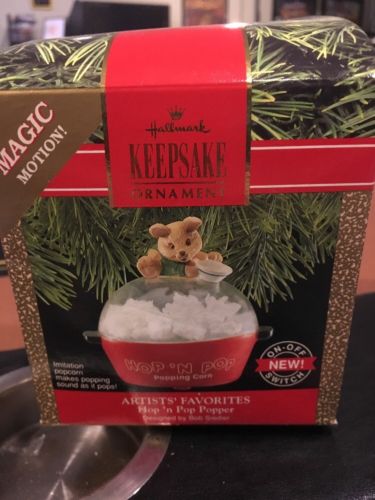 MAGIC
MOTION!
Hallmark
KEEPSAKE
ORNAMENT
Imitation
popcorn
makes popping
sound as it pops!
HOP 'N POP
Popping Corn
ON-OFF
NEW!
SWITCH
ARTISTS' FAVORITES
Hop 'n Pop Popper
Designed by Bob Siedler